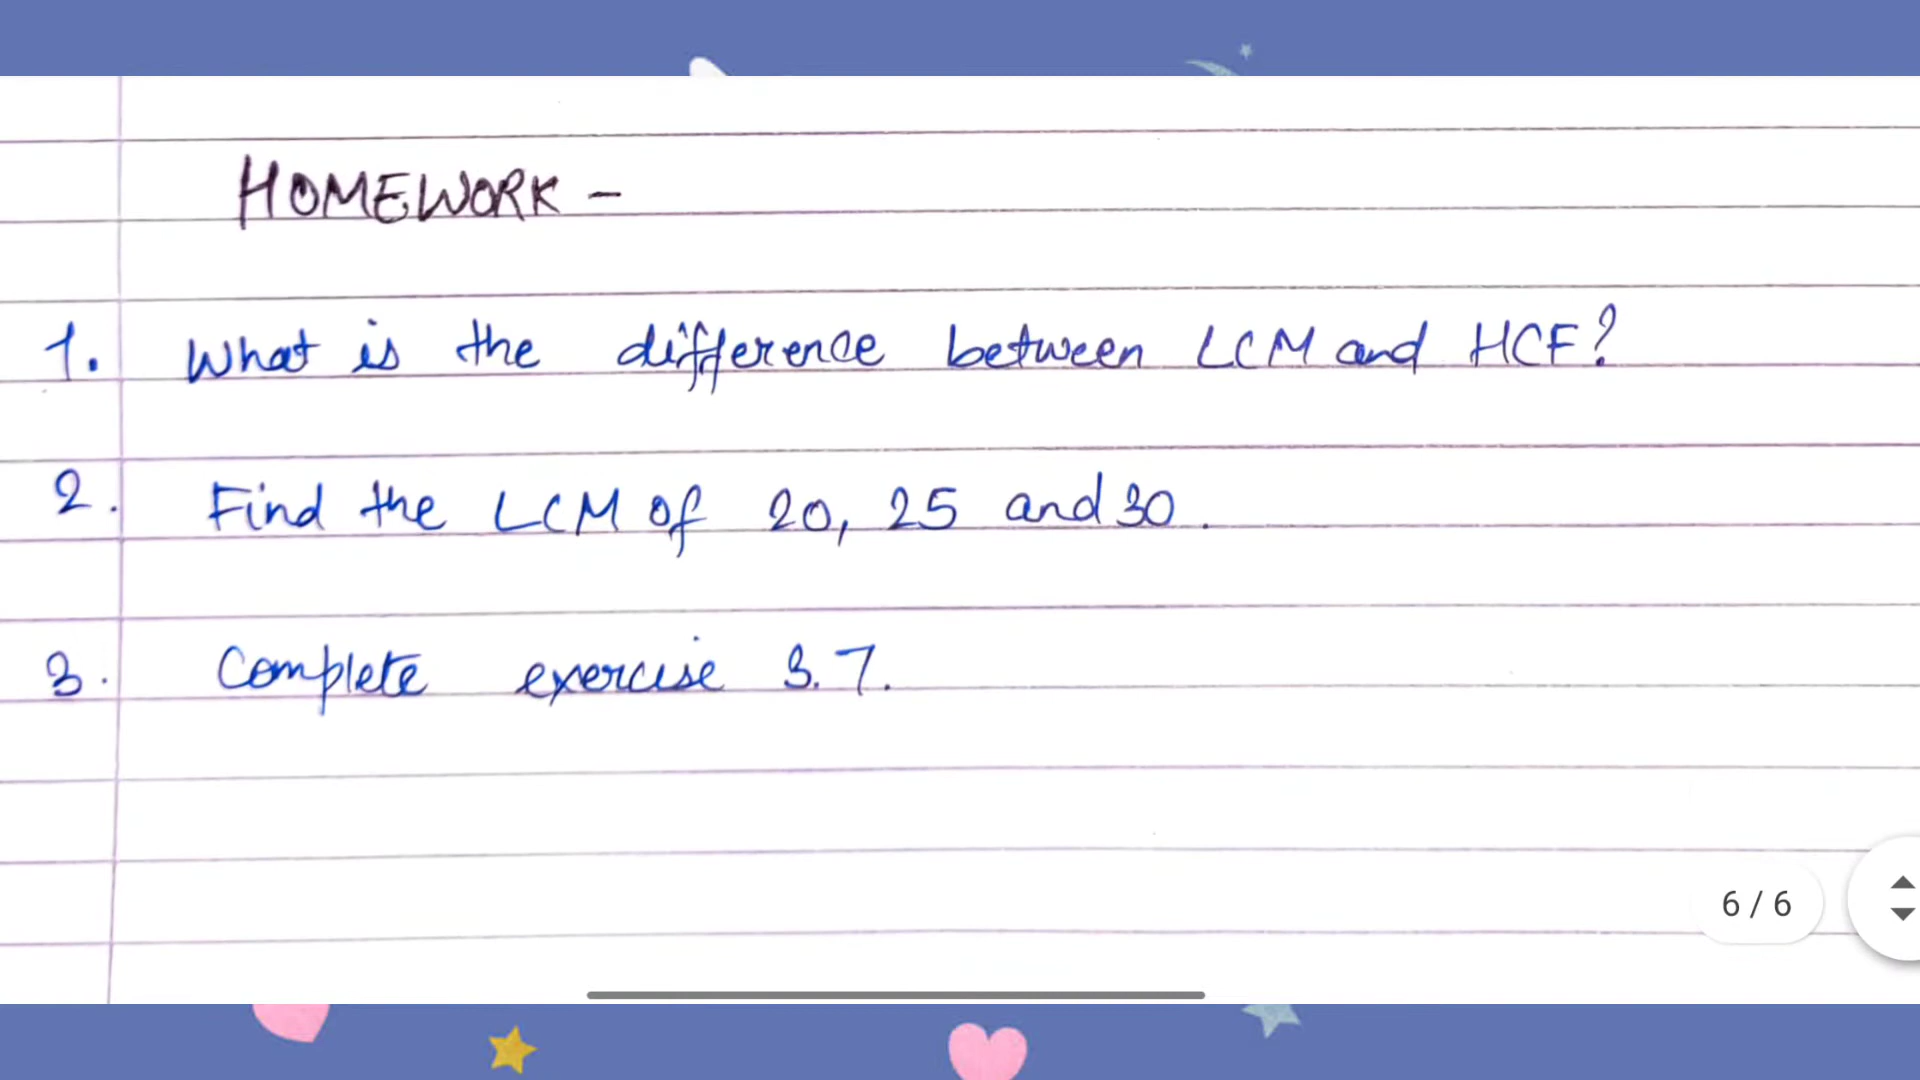 HOMEWORK -
1. What is the difference between LCM and HCF?
2. Find the LCM of 20, 25 and 30.
3. Complete exercise 3.7.
6 / 6